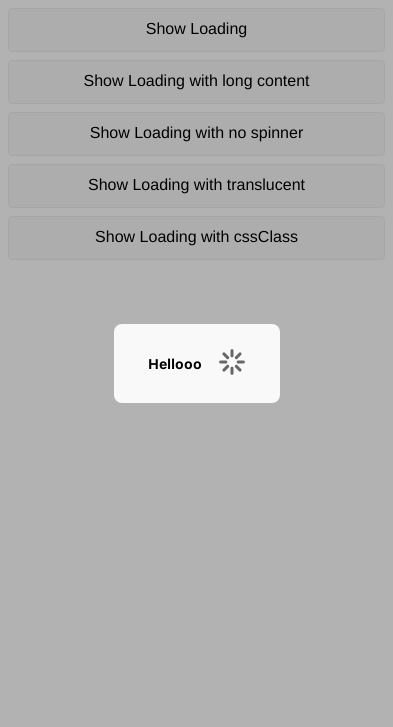 Show Loading
Show Loading with long content
Show Loading with no spinner
Show Loading with translucent
Show Loading with cssClass
Hellooo